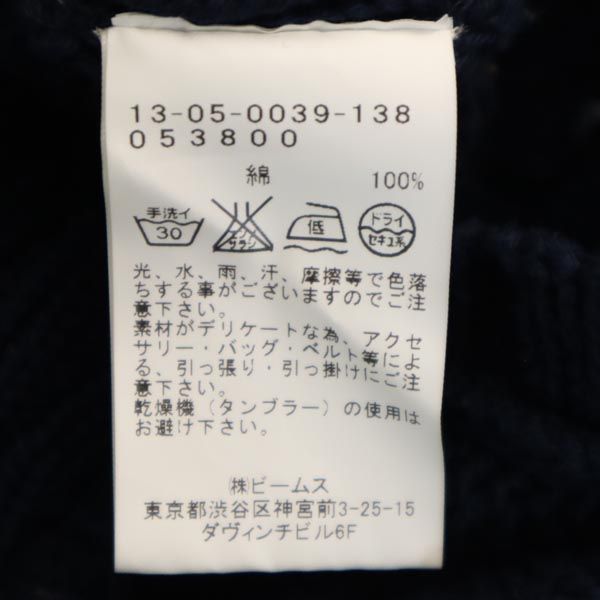 13-05-0039-138
053800
綿 100%
手洗イ 30 エンソ サラシ 低 ドライ セキユ系
光、水、雨、汗、摩擦等で色落
ちする事がございますのでご注
意下さい。
素材がデリケートな為、アクセ
サリー・バッグ・ベルト等によ
る、引っ張り・引っ掛けにご注
意下さい。
乾燥機（タンブラー）の使用は
お避け下さい。
㈱ビームス
東京都渋谷区神宮前3-25-15
ダヴィンチビル6F